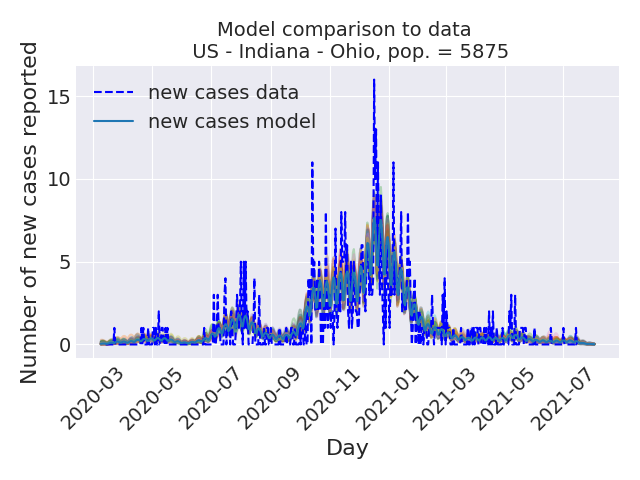 Model comparison to data
US - Indiana - Ohio, pop. = 5875
Number of new cases reported
15
10
5
0
new cases data
new cases model
2020-03
2020-05
2020-07
2020-09
2020-11
2021-01
2021-03
2021-05
2021-07
Day